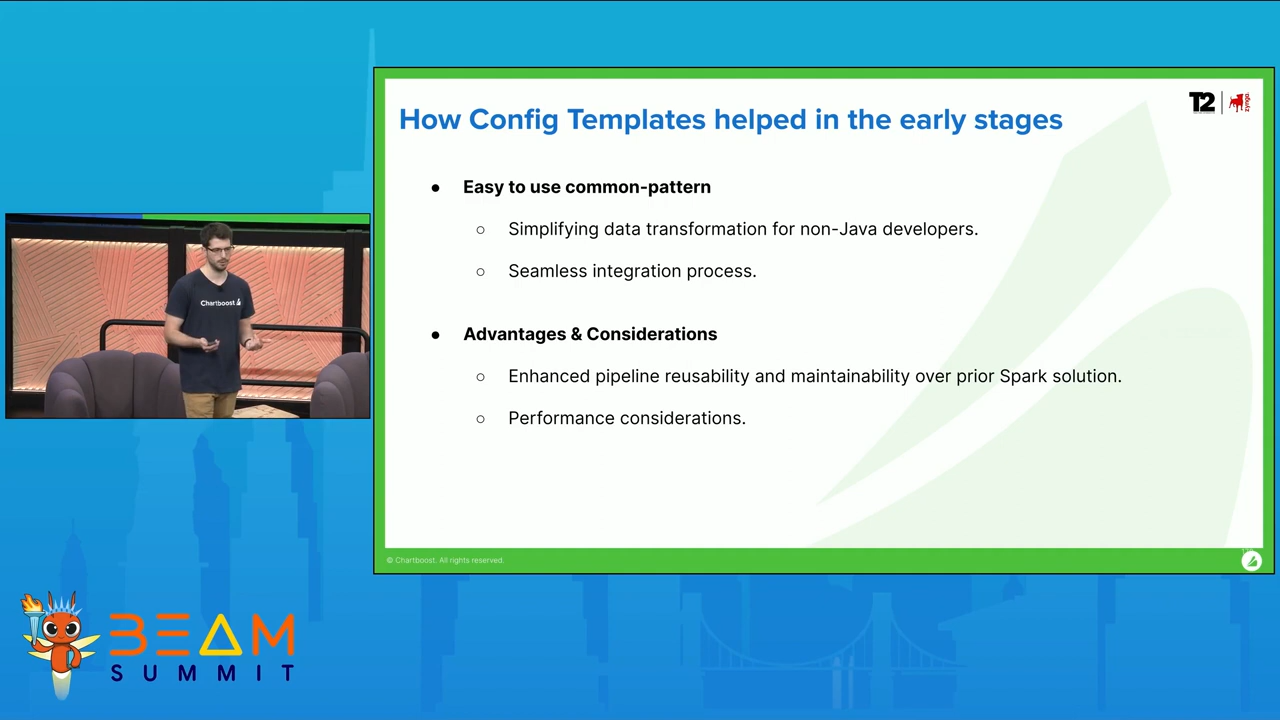 How Config Templates helped in the early stages
T2
zynga
● Easy to use common-pattern
○ Simplifying data transformation for non-Java developers.
○ Seamless integration process.
● Advantages & Considerations
○ Enhanced pipeline reusability and maintainability over prior Spark solution.
○ Performance considerations.
© Chartboost. All rights reserved.
Chartboost
BEAM
SUMMIT